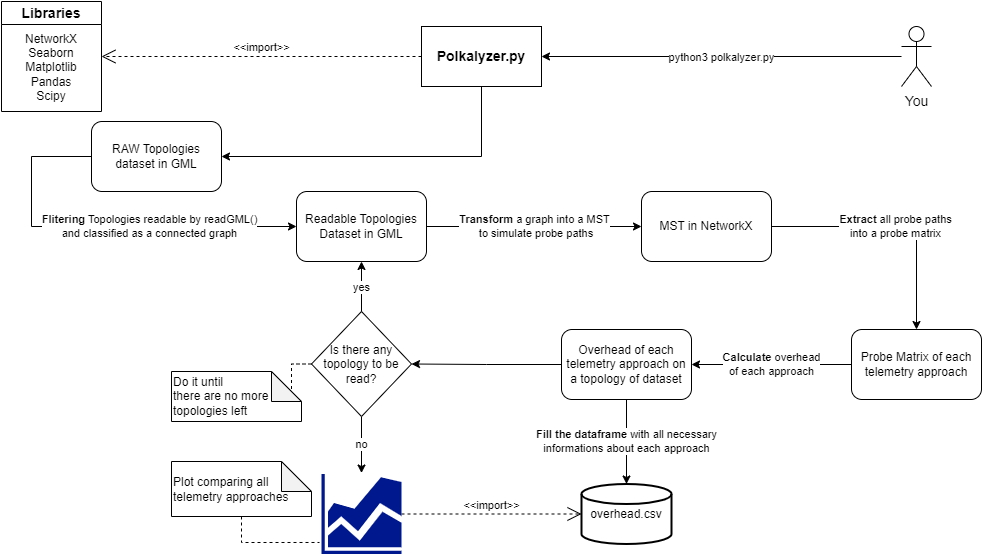 Libraries
NetworkX
Seaborn
Matplotlib
Pandas
Scipy
<<import>>
Polkalyzer.py
python3 polkalyzer.py
You
RAW Topologies
dataset in GML
Flitering Topologies readable by readGML()
and classified as a connected graph
Readable Topologies
Dataset in GML
Transform a graph into a MST
to simulate probe paths
MST in NetworkX
Extract all probe paths
into a probe matrix
yes
Is there any
topology to be
read?
Overhead of each
telemetry approach on
a topology of dataset
Calculate overhead
of each approach
Probe Matrix of each
telemetry approach
Do it until
there are no more
topologies left
no
Fill the dataframe with all necessary
informations about each approach
Plot comparing all
telemetry approaches
<<import>>
overhead.csv